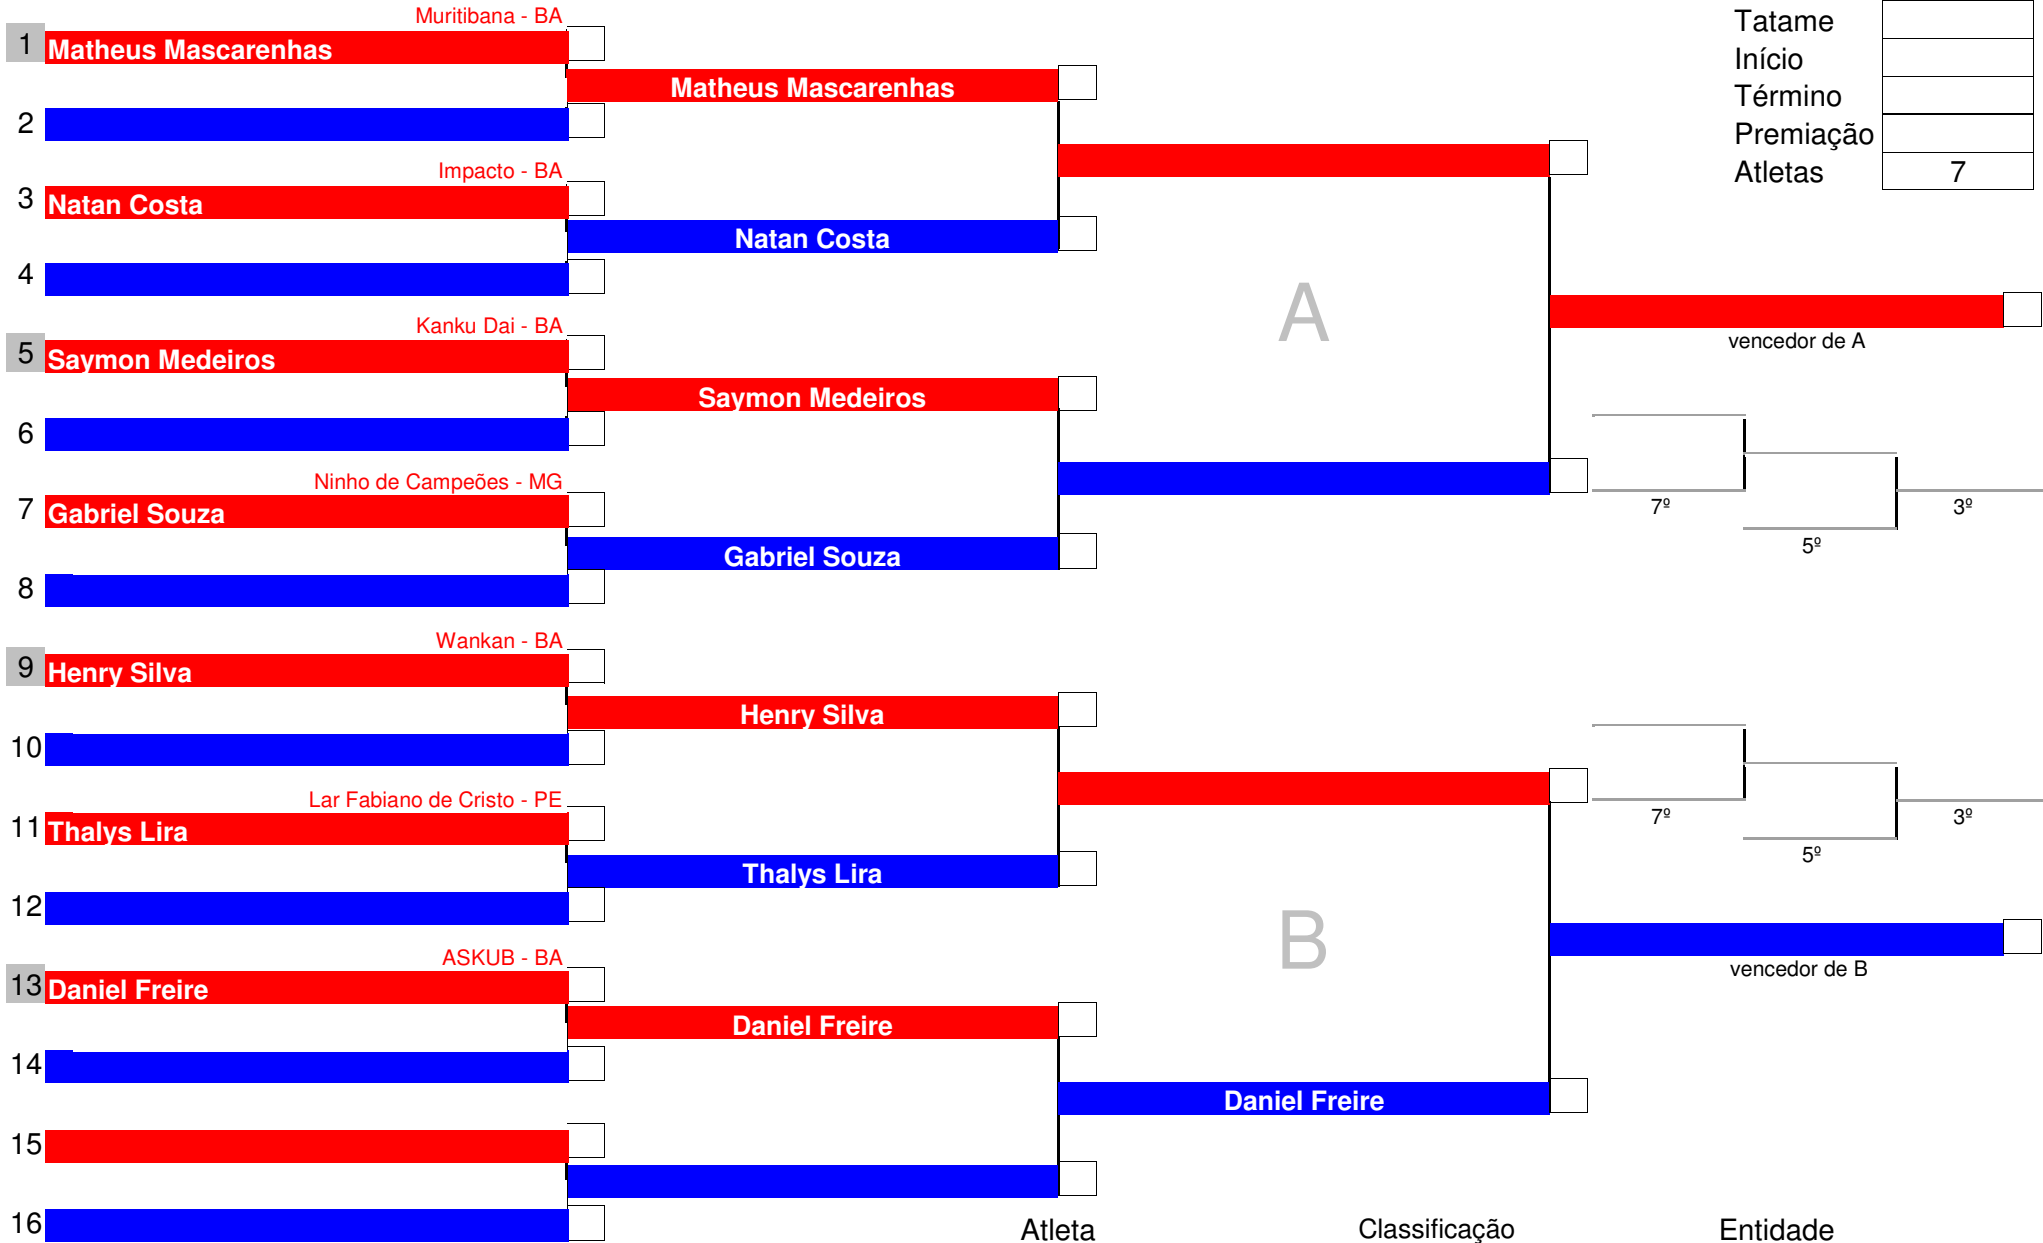 Muritibana - BA
1 Matheus Mascarenhas
Matheus Mascarenhas
2
Impacto - BA
3 Natan Costa
Natan Costa
4
Kanku Dai - BA
5 Saymon Medeiros
Saymon Medeiros
6
Ninho de Campeões - MG
7 Gabriel Souza
Gabriel Souza
8
Wankan - BA
9 Henry Silva
Henry Silva
10
Lar Fabiano de Cristo - PE
11 Thalys Lira
Thalys Lira
12
ASKUB - BA
13 Daniel Freire
Daniel Freire
14
Daniel Freire
15
16
A
B
Tatame
Início
Término
Premiação
Atletas 7
vencedor de A
7º
3º
5º
7º
3º
5º
vencedor de B
Atleta Classificação Entidade